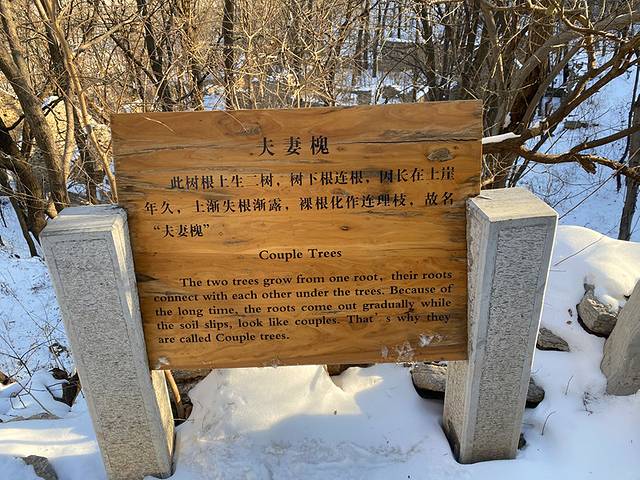 夫妻槐
此树根上生二树，树下根连根，因长在土崖
年久，土渐失根渐露，裸根化作连理枝，故名
“夫妻槐”。
Couple Trees
The two trees grow from one root, their roots
connect with each other under the trees. Because of
the long time, the roots come out gradually while
the soil slips, look like couples. That's why they
are called Couple trees.